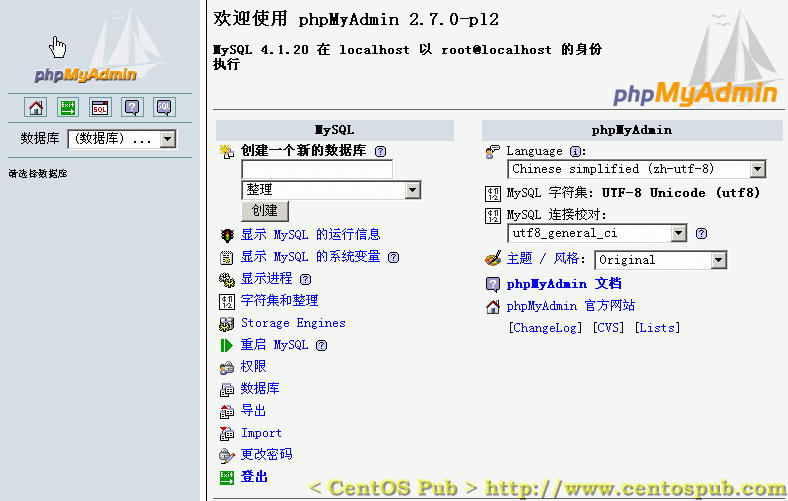 phpMyAdmin
Exit
SQL
?
SQL
数据库 (数据库) ...
请选择数据库
欢迎使用 phpMyAdmin 2.7.0-pl2
MySQL 4.1.20 在 localhost 以 root@localhost 的身份
执行
phpMyAdmin
MySQL
创建一个新的数据库 ?
整理
创建
显示 MySQL 的运行信息
显示 MySQL 的系统变量 ?
显示进程 ?
字符集和整理
Storage Engines
重启 MySQL ?
权限
数据库
导出
Import
更改密码
Exit 登出
phpMyAdmin
Language i:
Chinese simplified (zh-utf-8)
MySQL 字符集: UTF-8 Unicode (utf8)
MySQL 连接校对:
utf8_general_ci ?
主题 / 风格: Original
? phpMyAdmin 文档
phpMyAdmin 官方网站
[ChangeLog] [CVS] [Lists]
< CentOS Pub > http://www.centospub.com